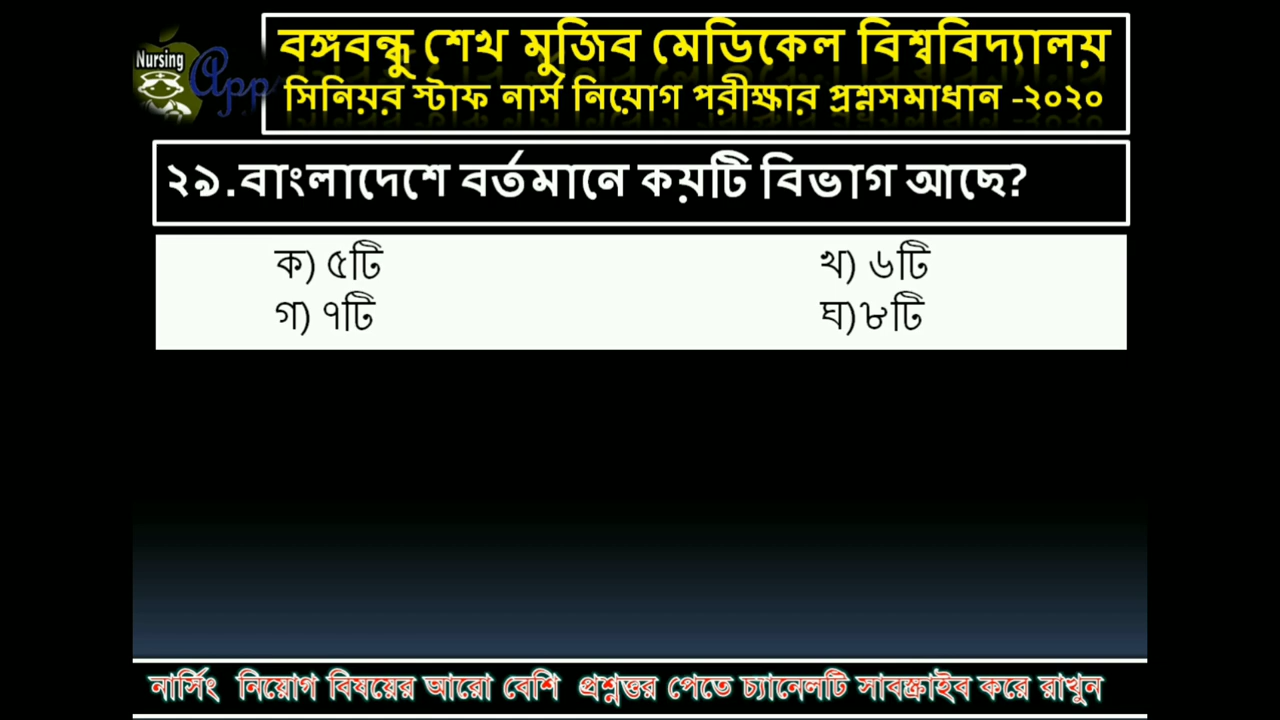 Nursing
App
বঙ্গবন্ধু শেখ মুজিব মেডিকেল বিশ্ববিদ্যালয়
সিনিয়র স্টাফ নার্স নিয়োগ পরীক্ষার প্রশ্নসমাধান -২০২০
২৯.বাংলাদেশে বর্তমানে কয়টি বিভাগ আছে?
ক) ৫টি খ) ৬টি
গ) ৭টি ঘ)৮টি
নার্সিং নিয়োগ বিষয়ের আরো বেশি প্রশ্নত্তর পেতে চ্যানেলটি সাবস্ক্রাইব করে রাখুন